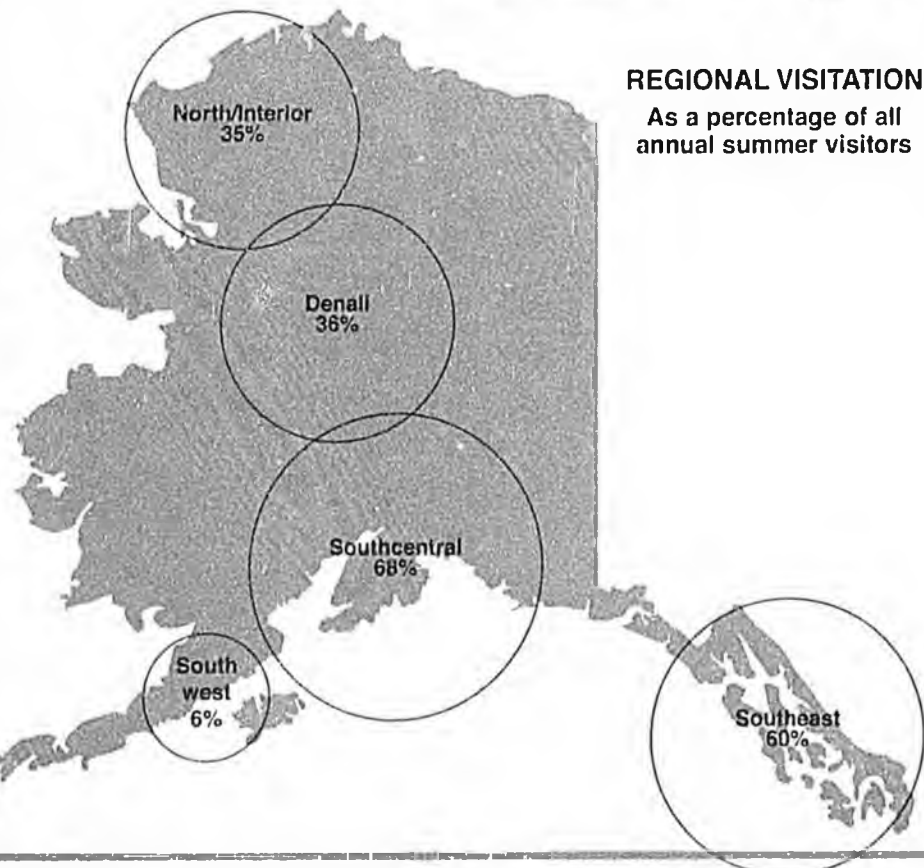 REGIONAL VISITATION
As a percentage of all
annual summer visitors
North/Interior
35%
Denali
36%
Southcentral
68%
South
west
6%
Southeast
60%